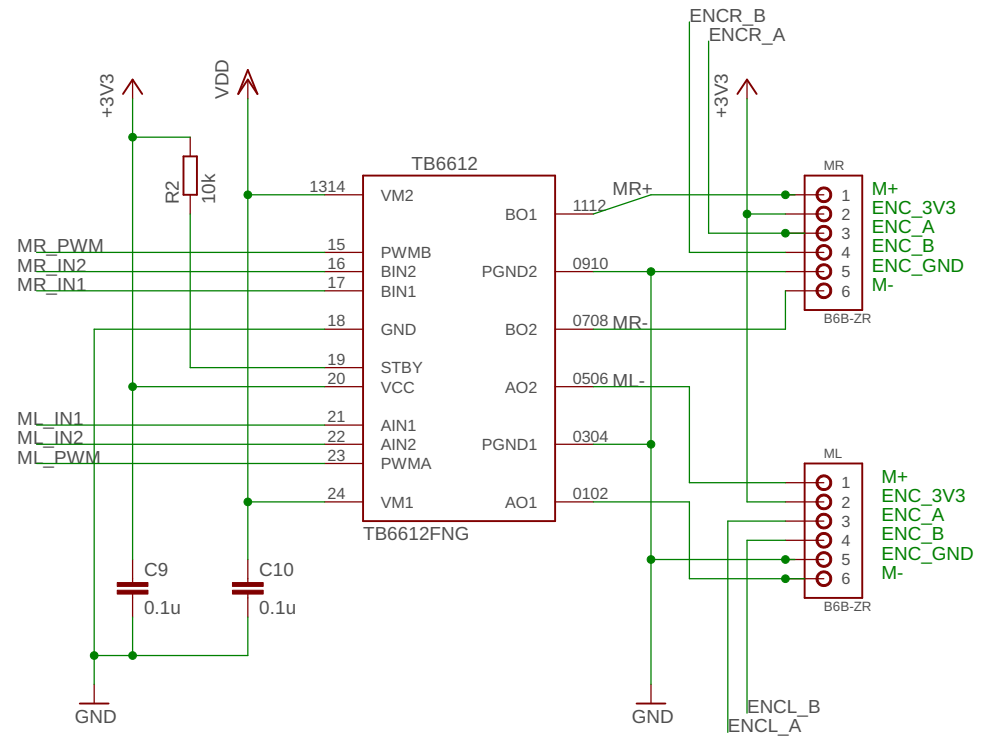 ENCR_B
ENCR_A
+3V3
VDD
+3V3
TB6612
MR
R2
10k
1314
VM2
MR+
1
M+
1112
BO1
2
ENC_3V3
3
ENC_A
MR_PWM
15
PWMB
4
ENC_B
MR_IN2
16
BIN2
PGND2
0910
5
ENC_GND
MR_IN1
17
BIN1
6
M-
B6B-ZR
18
GND
BO2
0708
MR-
19
STBY
20
VCC
AO2
0506
ML-
ML_IN1
21
AIN1
ML_IN2
22
AIN2
PGND1
0304
ML_PWM
23
PWMA
ML
24
VM1
AO1
0102
1
M+
2
ENC_3V3
3
ENC_A
TB6612FNG
4
ENC_B
5
ENC_GND
6
M-
B6B-ZR
C9
0.1u
C10
0.1u
GND
GND
ENCL_B
ENCL_A